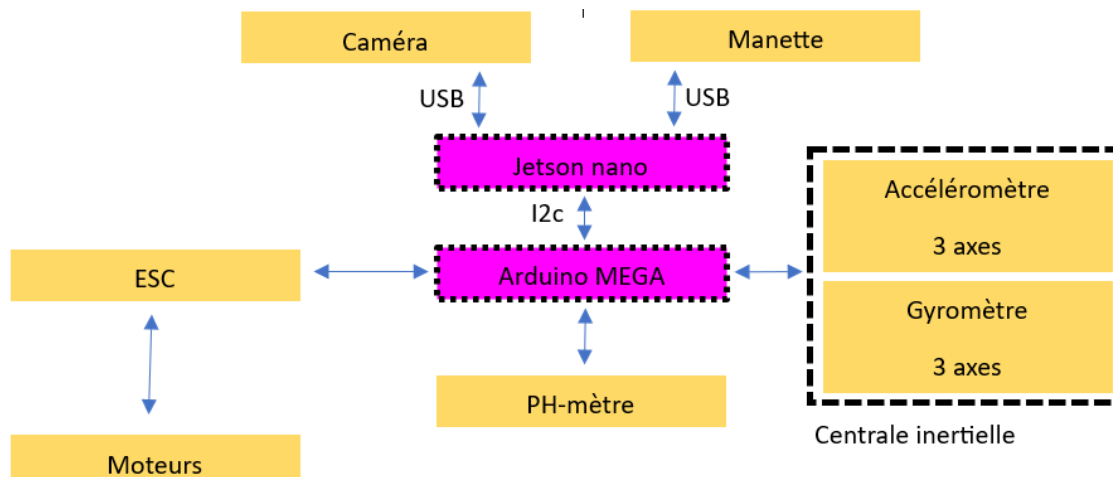 Caméra
Manette
USB
USB
Jetson nano
I2c
Accéléromètre
3 axes
ESC
Arduino MEGA
Gyromètre
3 axes
PH-mètre
Centrale inertielle
Moteurs